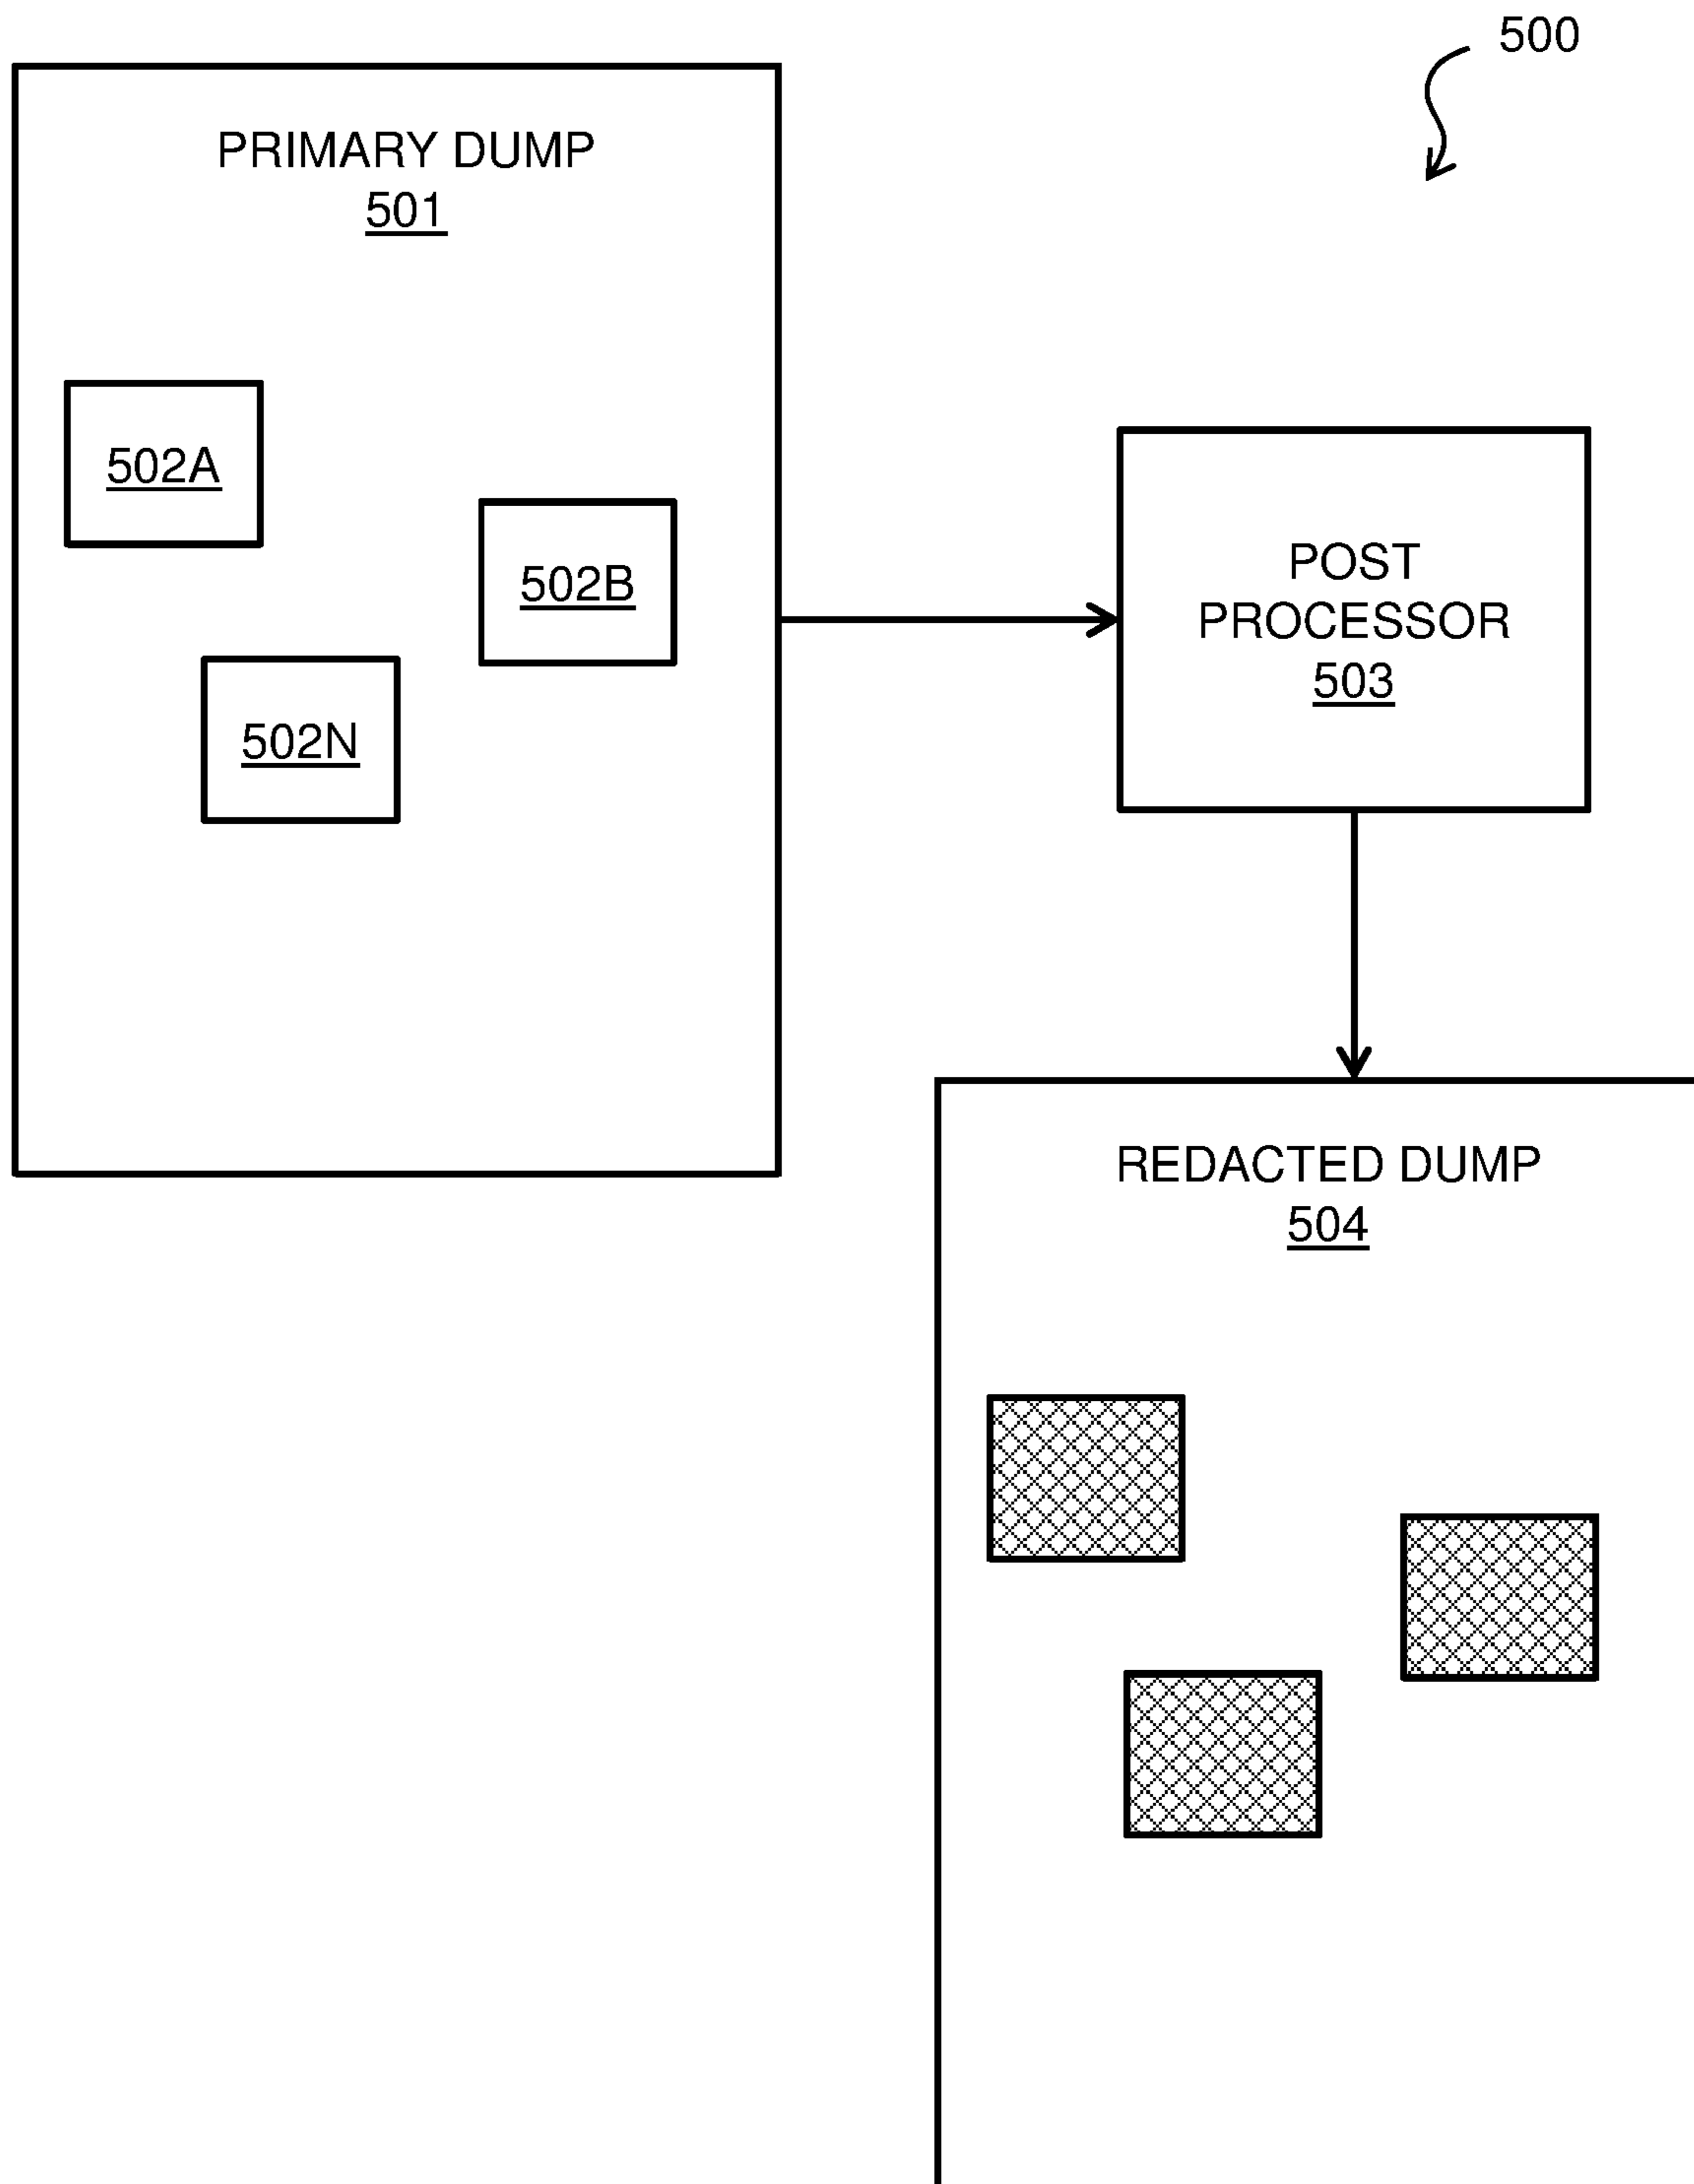 500
PRIMARY DUMP
501
502A
502B
502N
POST
PROCESSOR
503
REDACTED DUMP
504